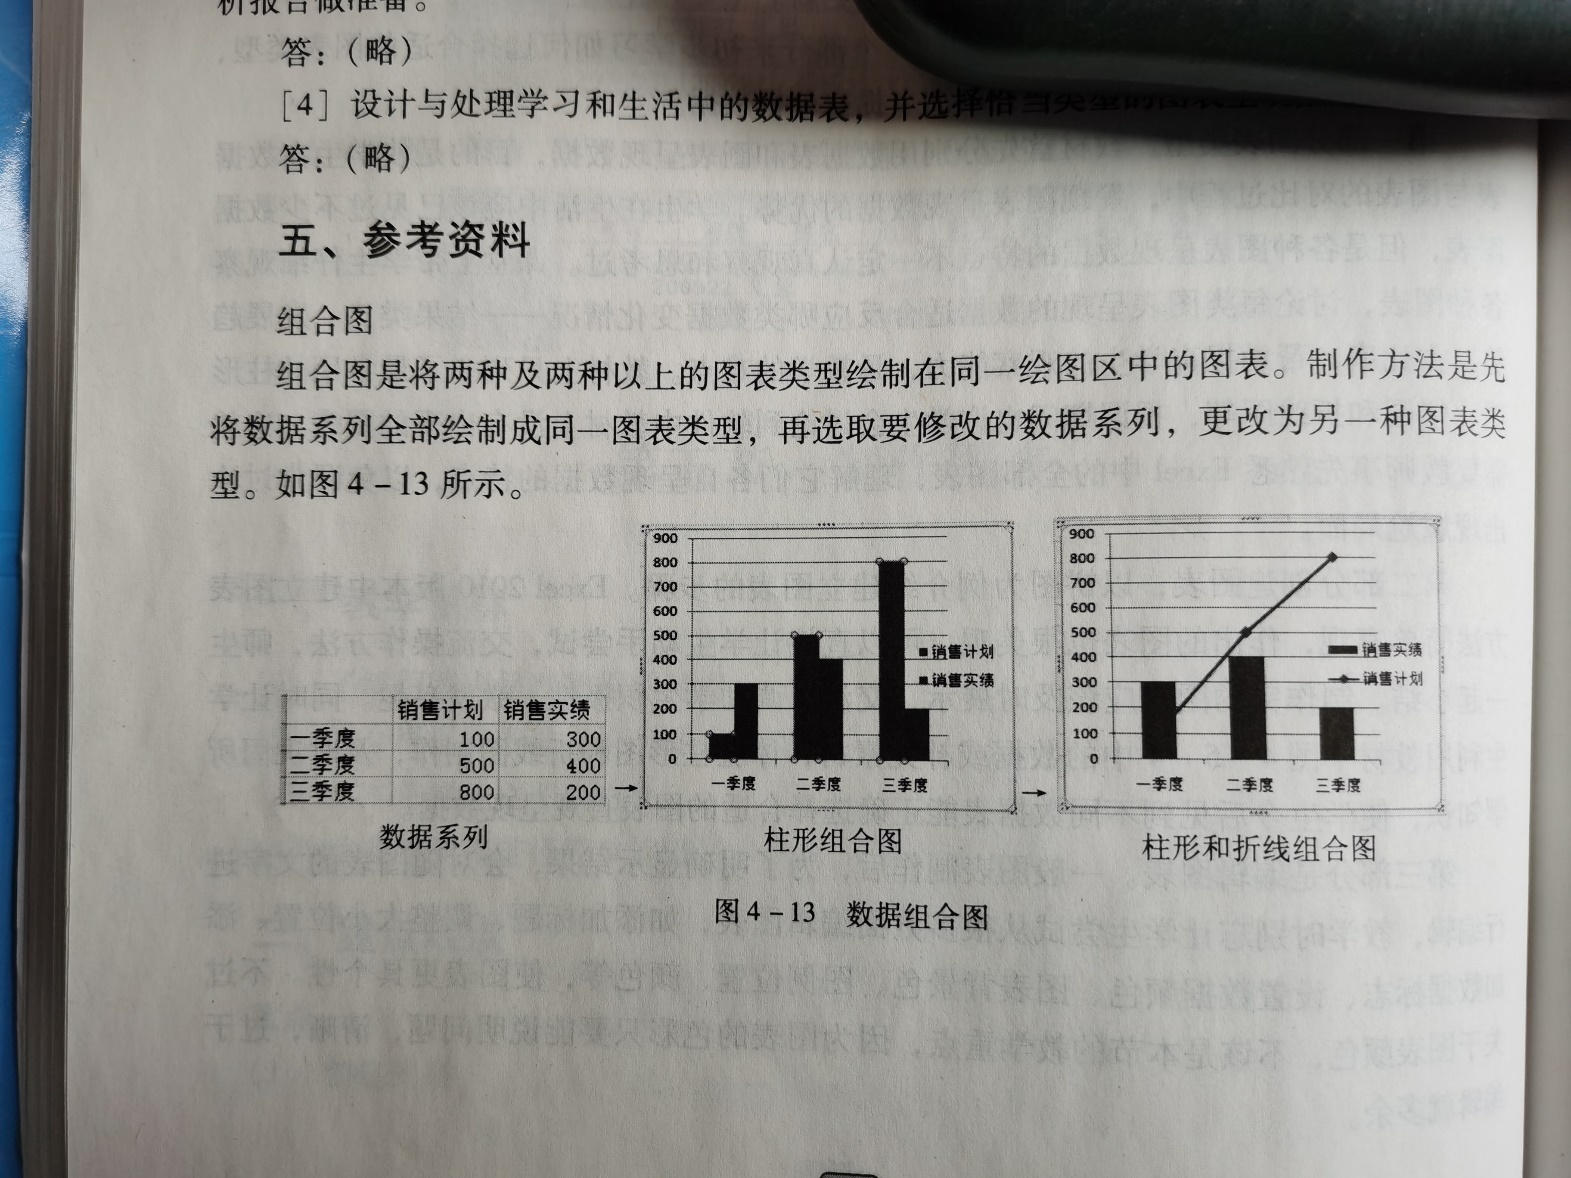 析报告做准备。
答：（略）
［4］ 设计与处理学习和生活中的数据表，并选择恰当类型的图表呈现
答：（略）
五、参考资料
组合图
组合图是将两种及两种以上的图表类型绘制在同一绘图区中的图表。制作方法是先
将数据系列全部绘制成同一图表类型，再选取要修改的数据系列，更改为另一种图表类
型。如图 4－13 所示。
销售计划 销售实绩
一季度 100 300
二季度 500 400
三季度 800 200
数据系列
900
800
700
600
500
400
300
200
100
0
一季度 二季度 三季度
销售计划
销售实绩
柱形组合图
900
800
700
600
500
400
300
200
100
0
一季度 二季度 三季度
销售实绩
销售计划
柱形和折线组合图
图 4－13 数据组合图